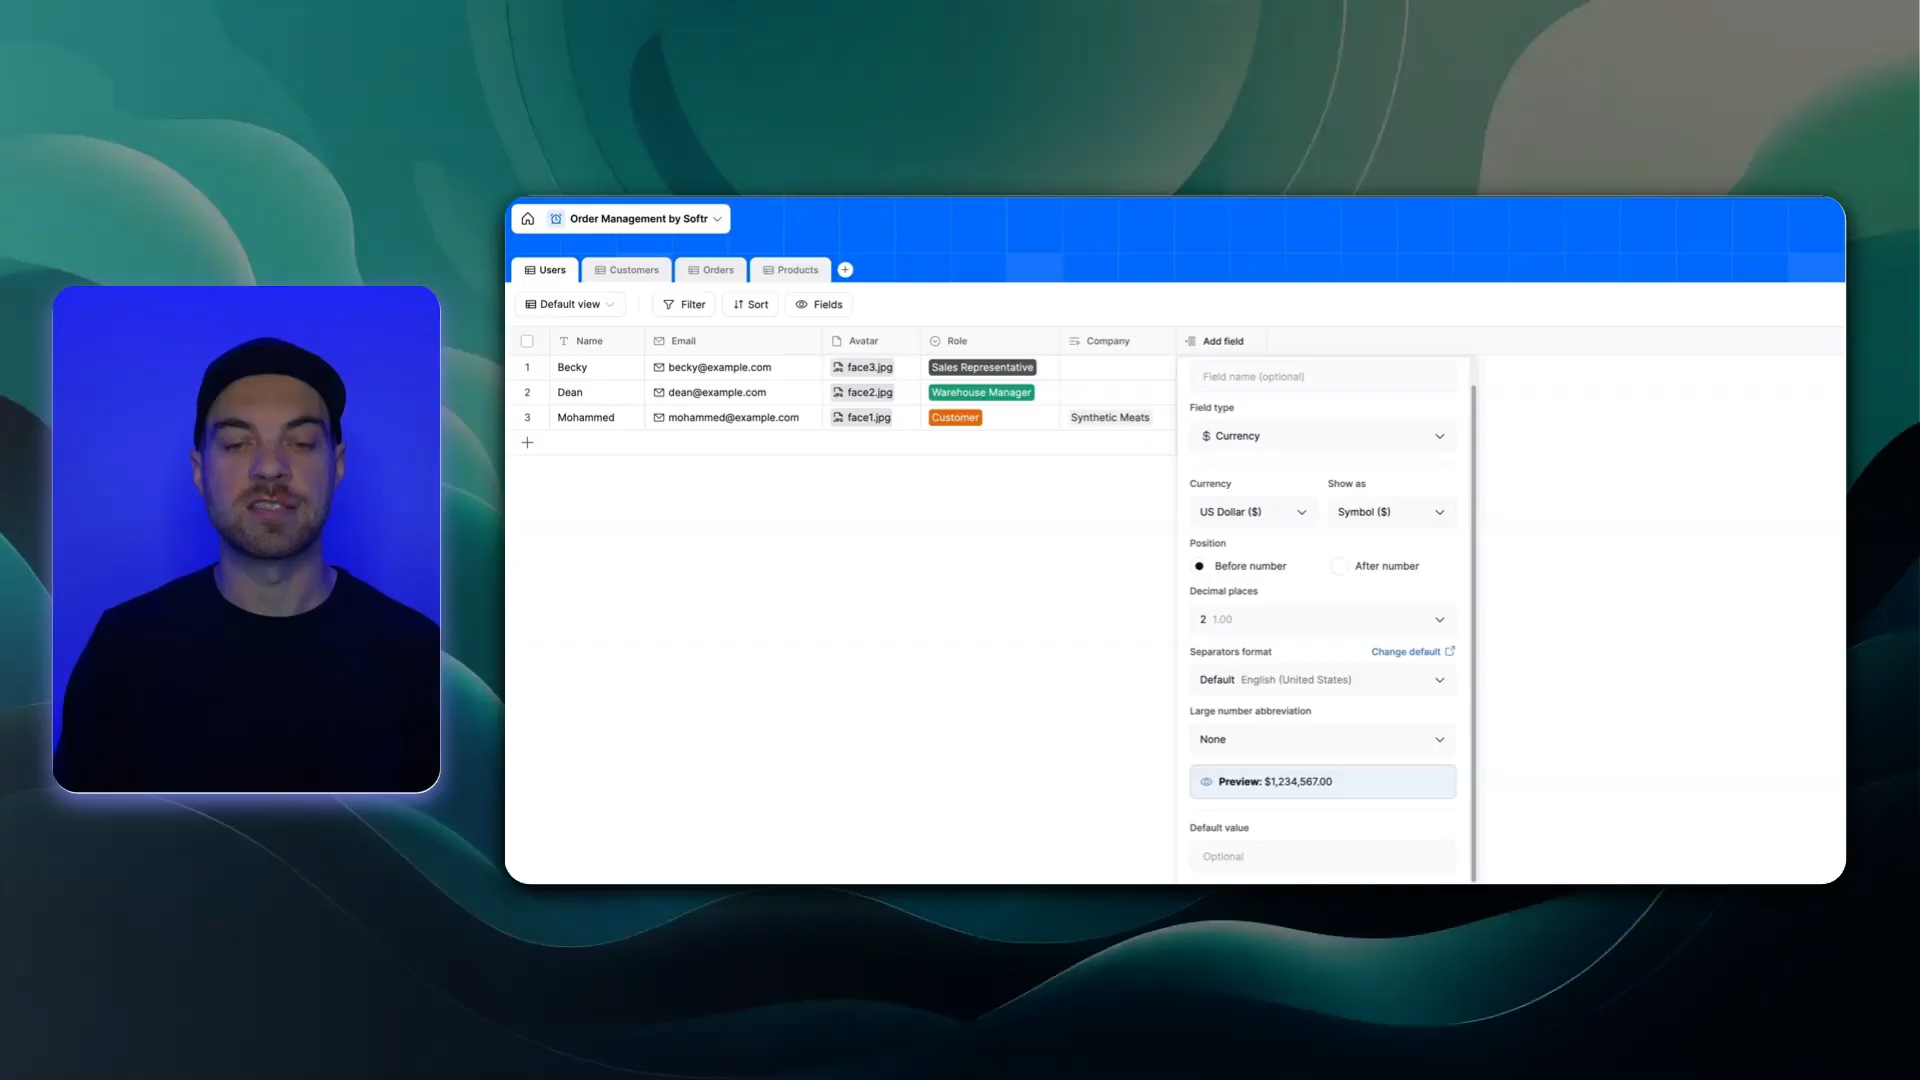 Order Management by Softr
Users Customers Orders Products
Default view Filter Sort Fields
Name Email Avatar Role Company Add field
1 Becky becky@example.com face3.jpg Sales Representative
2 Dean dean@example.com face2.jpg Warehouse Manager
3 Mohammed mohammed@example.com face1.jpg Customer Synthetic Meats
Field name (optional)
Field type
$ Currency
Currency Show as
US Dollar ($) Symbol ($)
Position
Before number After number
Decimal places
2 1.00
Separators format Change default
Default English (United States)
Large number abbreviation
None
Preview: $1,234,567.00
Default value
Optional